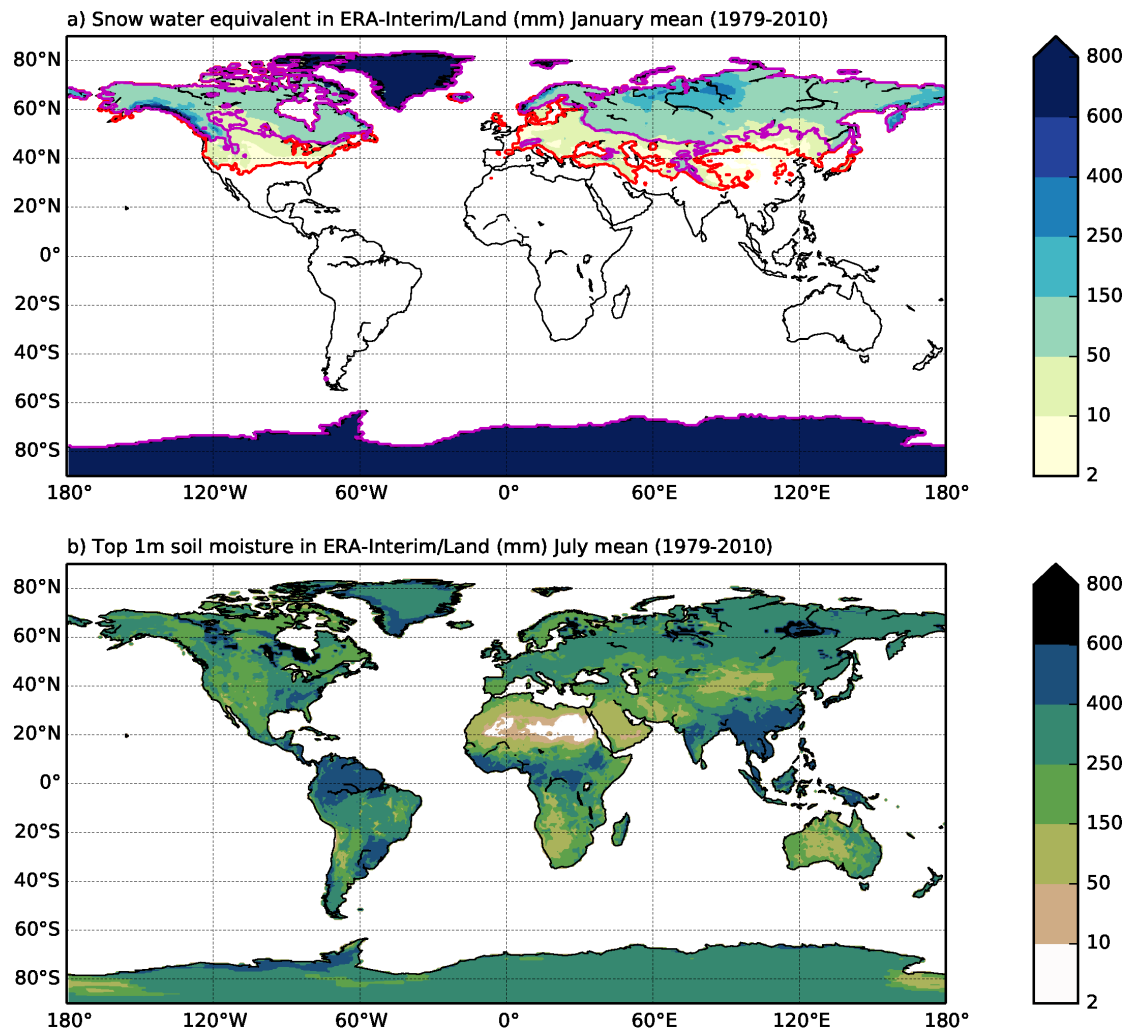 a) Snow water equivalent in ERA-Interim/Land (mm) January mean (1979-2010)
80°N
60°N
40°N
20°N
0°
20°S
40°S
60°S
80°S
180°
120°W
60°W
0°
60°E
120°E
180°
800
600
400
250
150
50
10
2
b) Top 1m soil moisture in ERA-Interim/Land (mm) July mean (1979-2010)
80°N
60°N
40°N
20°N
0°
20°S
40°S
60°S
80°S
180°
120°W
60°W
0°
60°E
120°E
180°
800
600
400
250
150
50
10
2